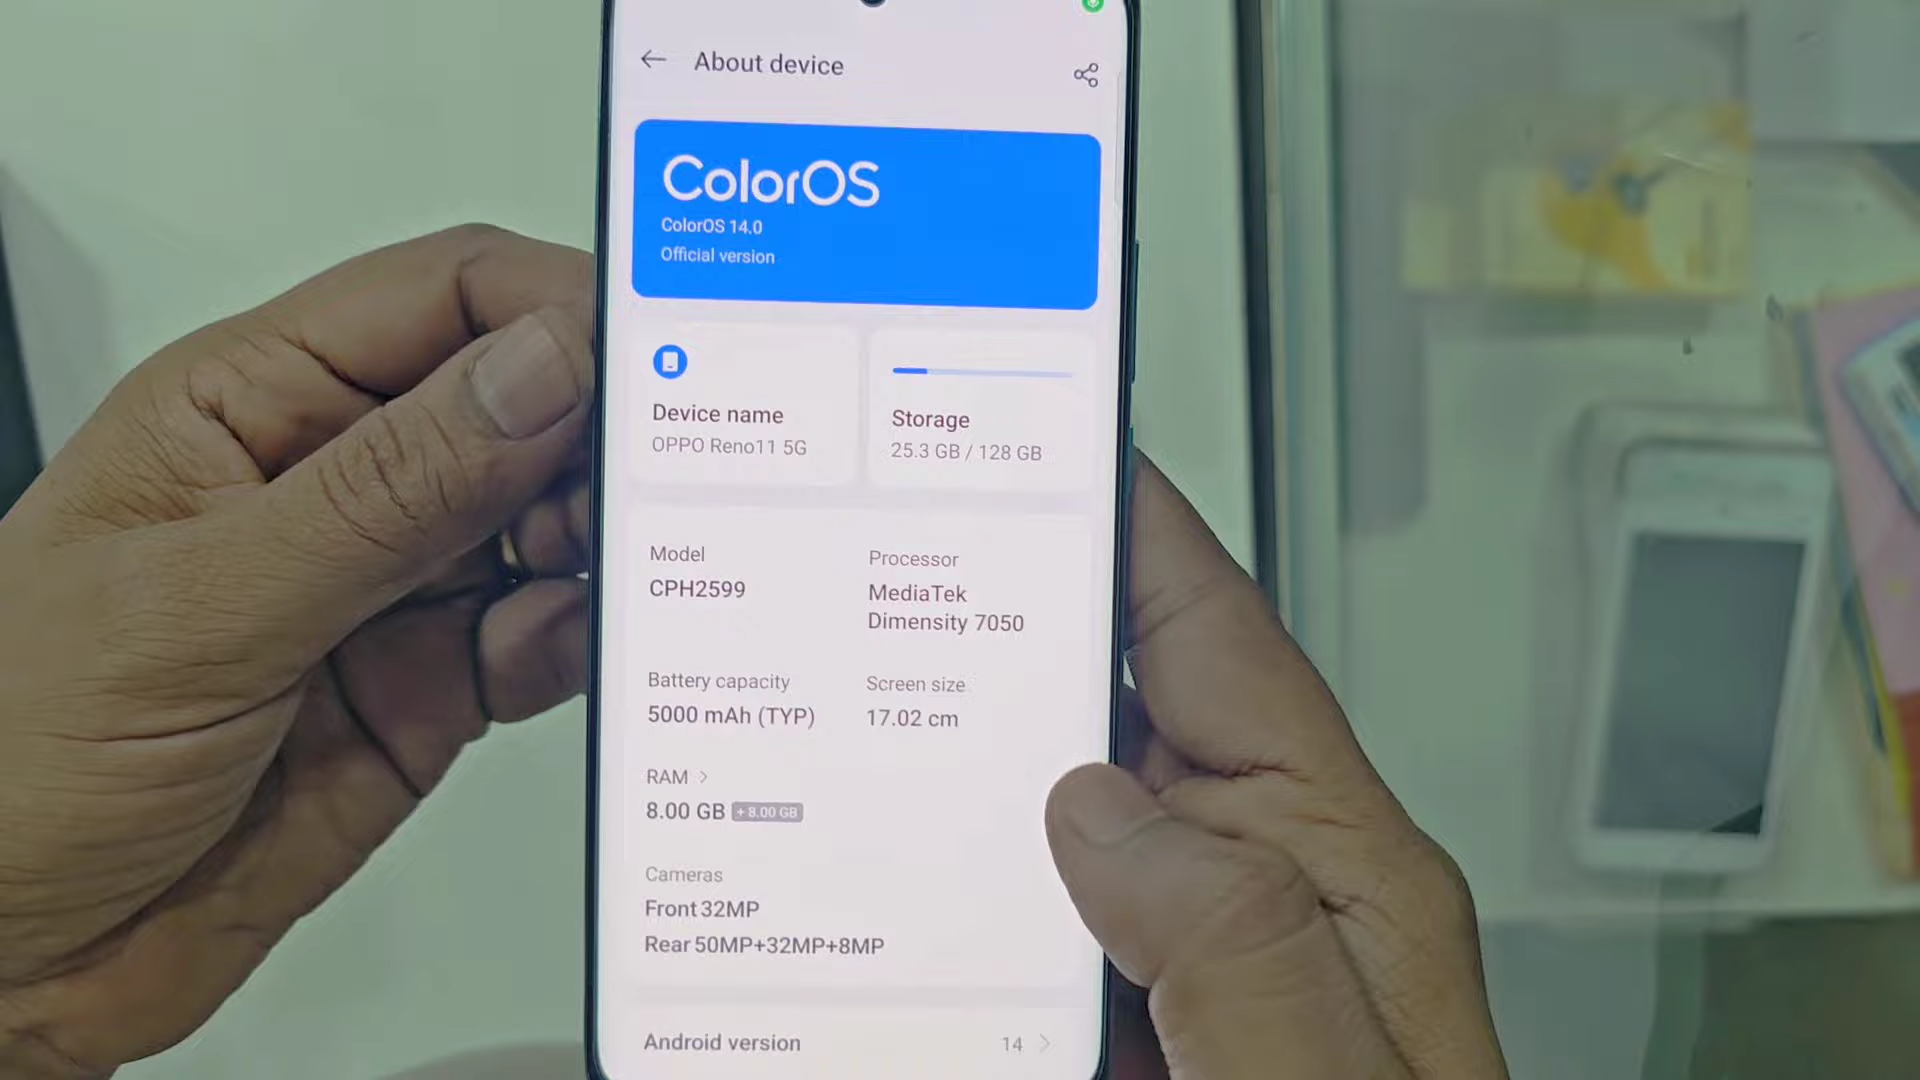 About device
ColorOS
ColorOS 14.0
Official version
Device name
OPPO Reno11 5G
Storage
25.3 GB / 128 GB
Model
CPH2599
Processor
MediaTek
Dimensity 7050
Battery capacity
5000 mAh (TYP)
Screen size
17.02 cm
RAM >
8.00 GB + 8.00 GB
Cameras
Front 32MP
Rear 50MP+32MP+8MP
Android version 14 >